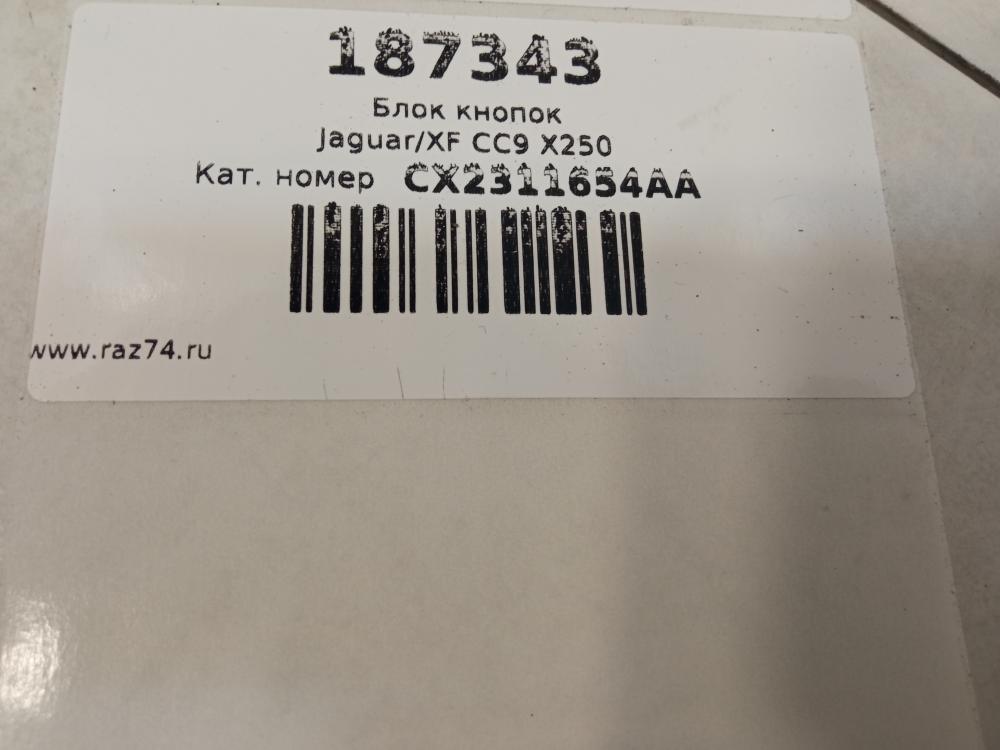 187343
Блок кнопок
Jaguar/XF CC9 X250
Кат. номер CX2311654AA
www.raz74.ru